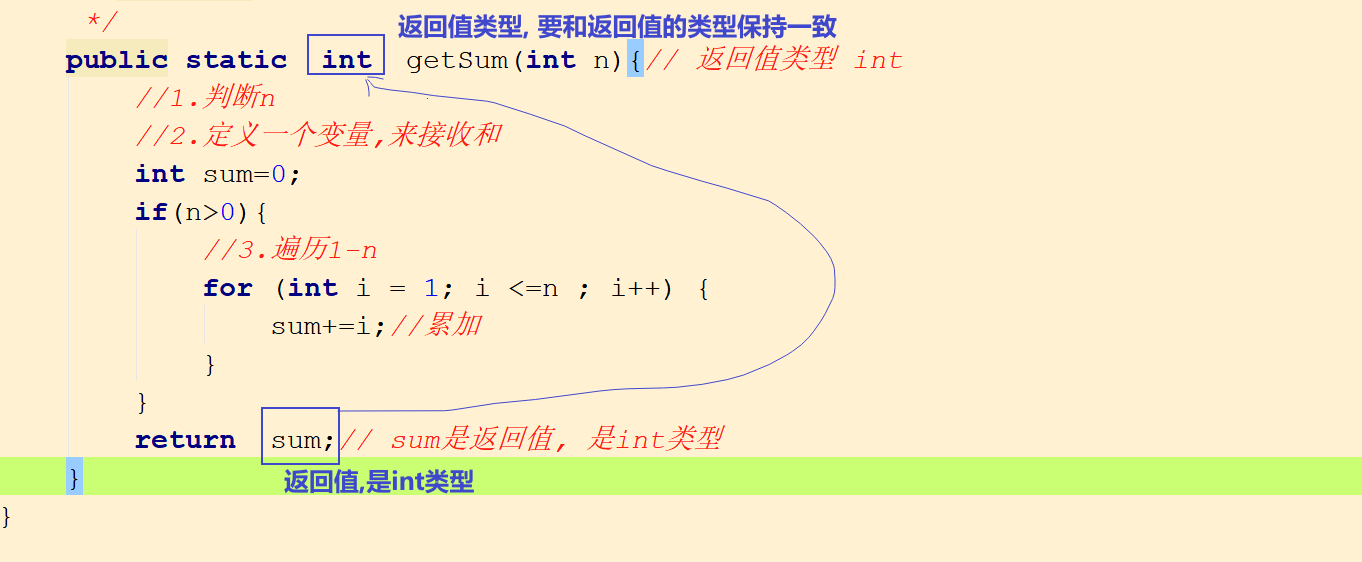 */
返回值类型, 要和返回值的类型保持一致
public static int getSum(int n){// 返回值类型 int
//1.判断n
//2.定义一个变量,来接收和
int sum=0;
if(n>0){
//3.遍历1-n
for (int i = 1; i <=n ; i++) {
sum+=i;//累加
}
}
return sum;// sum是返回值, 是int类型
}
返回值,是int类型
}